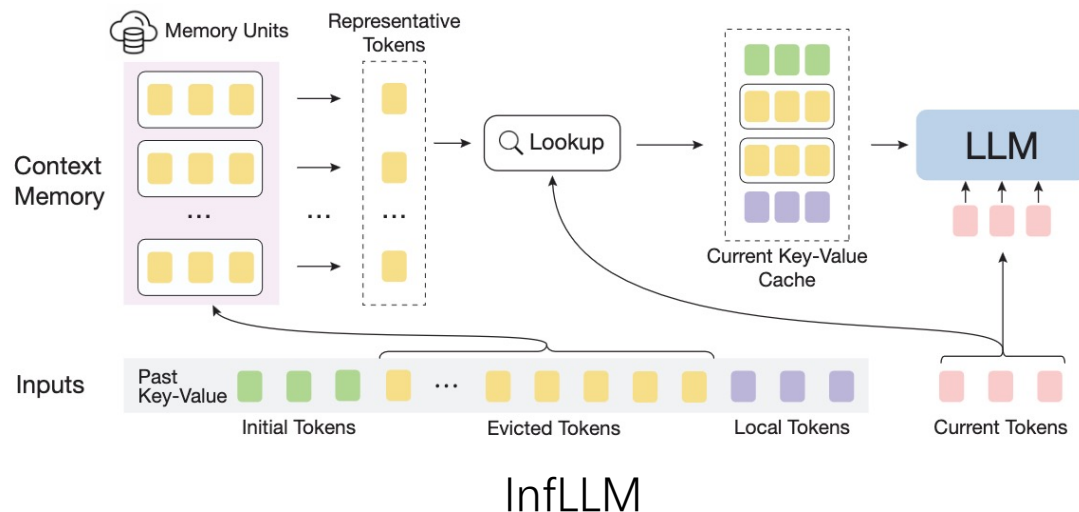 Memory Units
Representative
Tokens
Context
Memory
...
...
...
Lookup
LLM
Current Key-Value
Cache
Inputs
Past
Key-Value
...
Initial Tokens
Evicted Tokens
Local Tokens
Current Tokens
InfLLM